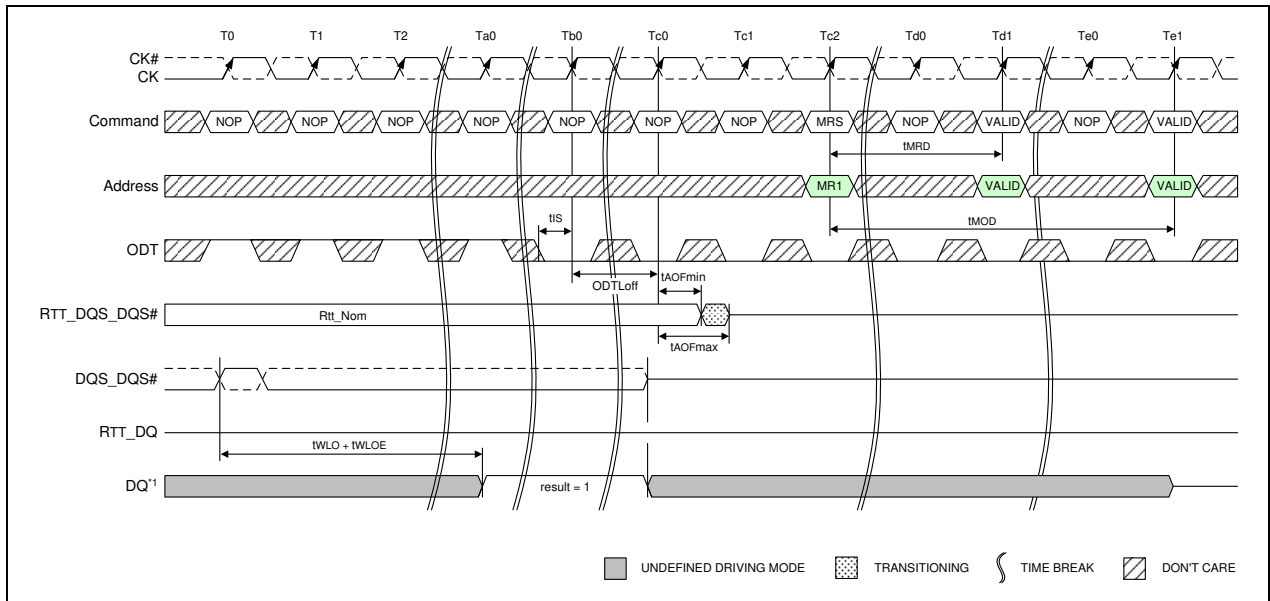 T0 T1 T2 Ta0 Tb0 Tc0 Tc1 Tc2 Td0 Td1 Te0 Te1
CK#
CK
Command NOP NOP NOP NOP NOP NOP NOP MRS NOP VALID NOP VALID
tMRD
Address MR1 VALID VALID
tIS
tMOD
ODT
tAOFmin
ODTLoff
RTT_DQS_DQS# Rtt_Nom
tAOFmax
DQS_DQS#
RTT_DQ
tWLO + tWLOE
DQ*1 result = 1
UNDEFINED DRIVING MODE TRANSITIONING TIME BREAK DON'T CARE